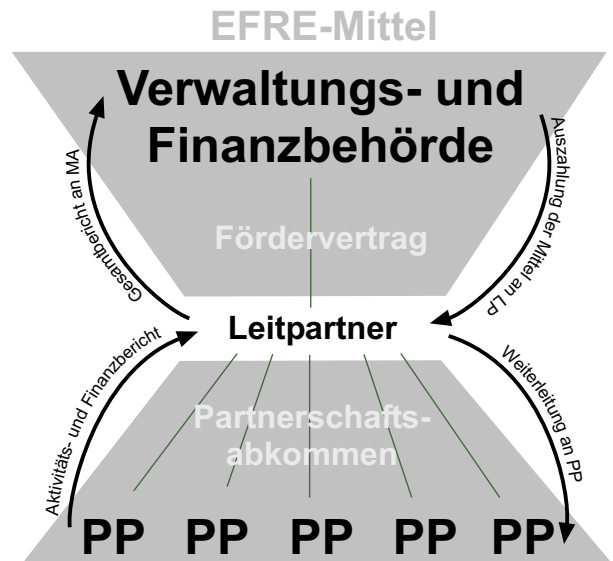 EFRE-Mittel
Verwaltungs- und
Finanzbehörde
Gesamtbericht an MA
Auszahlung der Mittel an LP
Fördervertrag
Leitpartner
Aktivitäts- und Finanzbericht
Weiterleitung an PP
Partnerschafts-
abkommen
PP PP PP PP PP